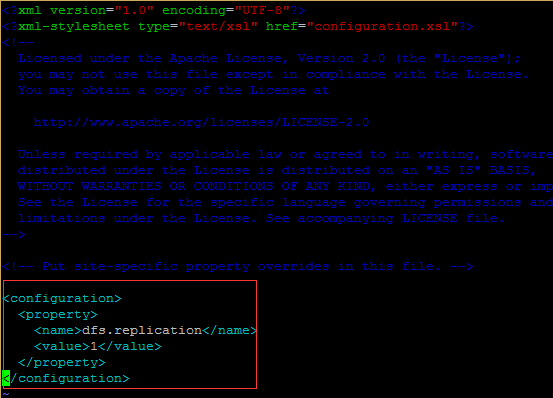 <?xml version="1.0" encoding="UTF-8"?>
<?xml-stylesheet type="text/xsl" href="configuration.xsl"?>
<!--
  Licensed under the Apache License, Version 2.0 (the "License");
  you may not use this file except in compliance with the License.
  You may obtain a copy of the License at

    http://www.apache.org/licenses/LICENSE-2.0

  Unless required by applicable law or agreed to in writing, software
  distributed under the License is distributed on an "AS IS" BASIS,
  WITHOUT WARRANTIES OR CONDITIONS OF ANY KIND, either express or imp
  See the License for the specific language governing permissions and
  limitations under the License. See accompanying LICENSE file.
-->

<!-- Put site-specific property overrides in this file. -->

<configuration>
  <property>
    <name>dfs.replication</name>
    <value>1</value>
  </property>
</configuration>
~